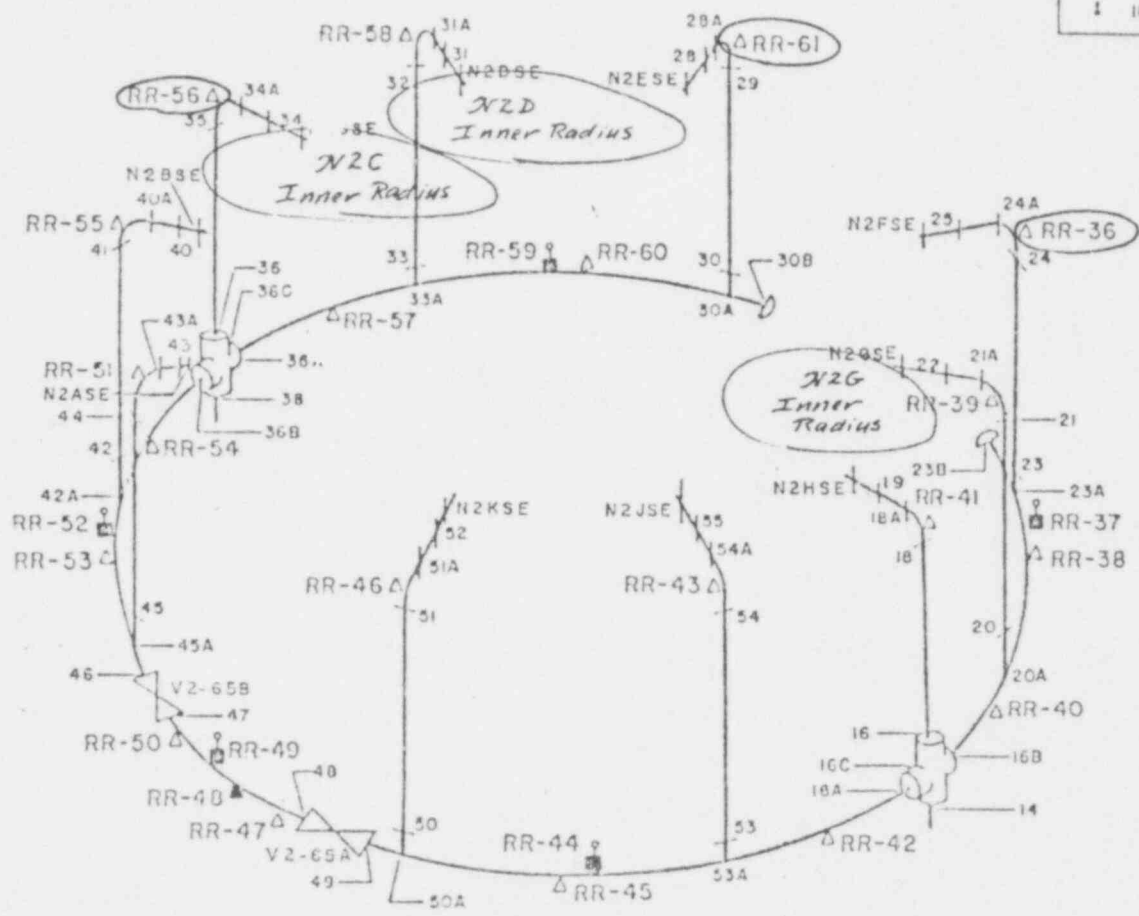 RR-58
31A
31
32
N2DSE
N2D
Inner Radius
28A
RR-61
28
N2ESE
29
RR-56
34A
34
35
N2C
Inner Radius
N2BSE
40A
RR-55
40
41
24A
25
N2FSE
RR-36
24
36
36C
RR-59
RR-60
33
30
30B
33A
30A
RR-57
43A
43
RR-51
N2ASE
38
36B
44
42
RR-54
42A
22
21A
N2G
Inner
Radius
RR-39
21
23B
23
23A
N2HSE
19
RR-41
18A
18
RR-52
RR-53
RR-37
RR-38
N2KSE
52
51A
RR-46
51
N2JSE
55
54A
RR-43
54
45
45A
20
20A
46
V2-65B
47
RR-50
RR-49
RR-48
48
RR-47
V2-65A
49
50
50A
RR-44
RR-45
53
53A
RR-42
RR-40
16
16C
16B
14